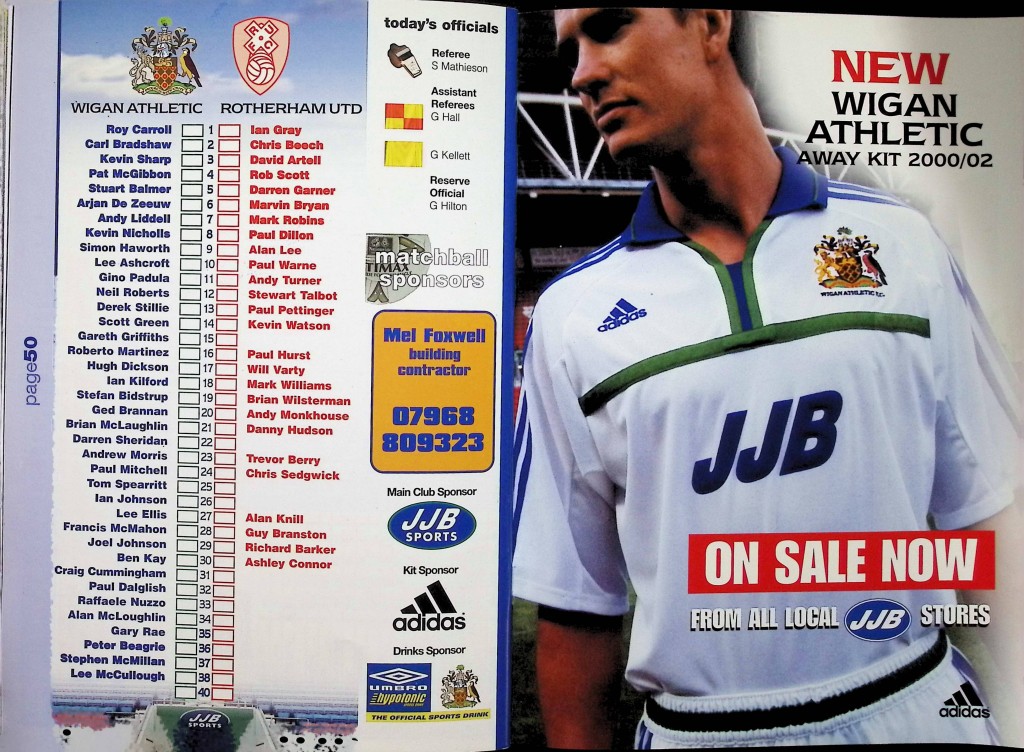 WIGAN ATHLETIC ROTHERHAM UTD
Roy Carroll 1 Ian Gray
Carl Bradshaw 2 Chris Beech
Kevin Sharp 3 David Artell
Pat McGibbon 4 Rob Scott
Stuart Balmer 5 Darren Garner
Arjan De Zeeuw 6 Marvin Bryan
Andy Liddell 7 Mark Robins
Kevin Nicholls 8 Paul Dillon
Simon Haworth 9 Alan Lee
Lee Ashcroft 10 Paul Warne
Gino Padula 11 Andy Turner
Neil Roberts 12 Stewart Talbot
Derek Stillie 13 Paul Pettinger
Scott Green 14 Kevin Watson
Gareth Griffiths 15
Roberto Martinez 16 Paul Hurst
Hugh Dickson 17 Will Varty
Ian Kilford 18 Mark Williams
Stefan Bidstrup 19 Brian Wilsterman
Ged Brannan 20 Andy Monkhouse
Brian McLaughlin 21 Danny Hudson
Darren Sheridan 22
Andrew Morris 23 Trevor Berry
Paul Mitchell 24 Chris Sedgwick
Tom Spearritt 25
Ian Johnson 26
Lee Ellis 27 Alan Knill
Francis McMahon 28 Guy Branston
Joel Johnson 29 Richard Barker
Ben Kay 30 Ashley Connor
Craig Cummingham 31
Paul Dalglish 32
Raffaele Nuzzo 33
Alan McLoughlin 34
Gary Rae 35
Peter Beagrie 36
Stephen McMillan 37
Lee McCullough 38
40
JJB
SPORTS
page50
today's officials
Referee
S Mathieson
Assistant
Referees
G Hall
G Kellett
Reserve
Official
G Hilton
matchball
sponsors
TIMAX
Mel Foxwell
building
contractor
07968
809323
Main Club Sponsor
JJB
SPORTS
Kit Sponsor
adidas
Drinks Sponsor
UMBRO
hypotonic
THE OFFICIAL SPORTS DRINK
NEW
WIGAN
ATHLETIC
AWAY KIT 2000/02
adidas
WIGAN ATHLETIC F.C.
JJB
ON SALE NOW
FROM ALL LOCAL JJB STORES
adidas